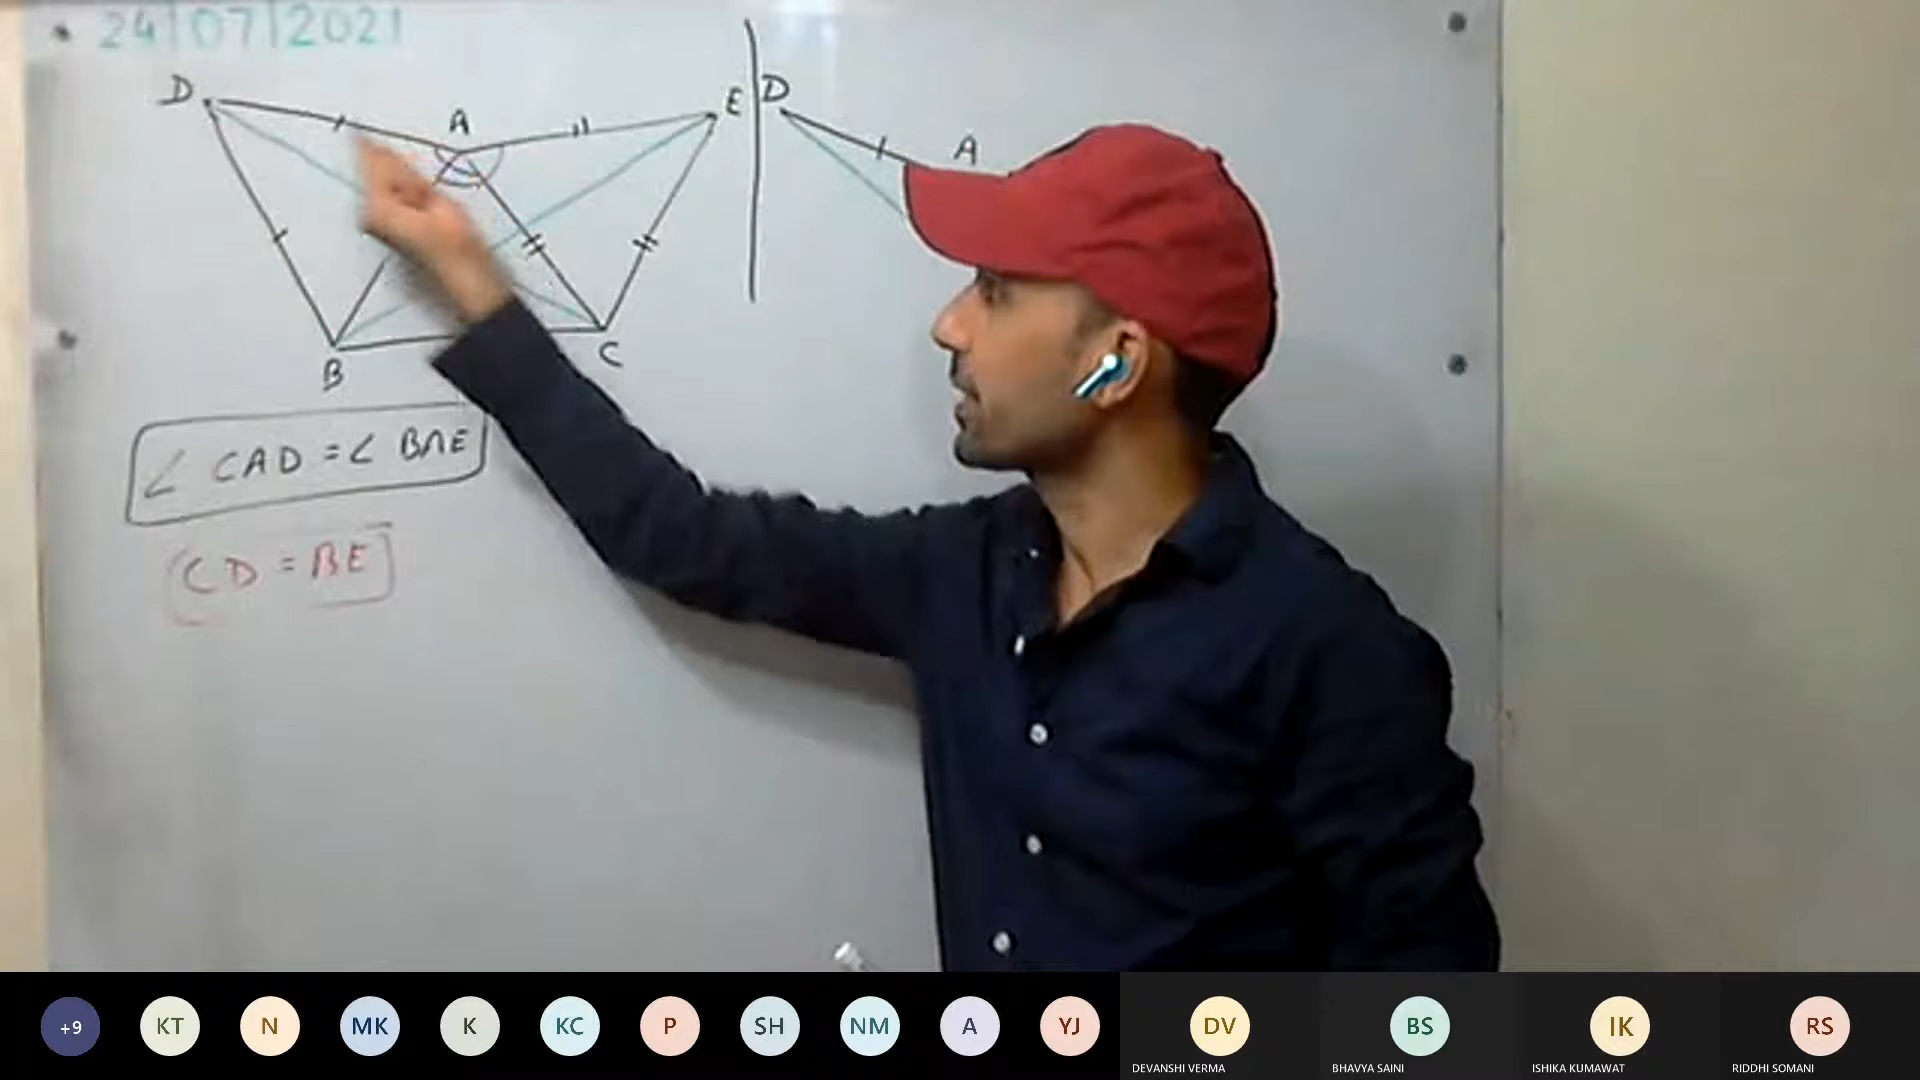 24|07|2021
D
A
E
D
A
B
C
∠ CAD = ∠ BAE
CD = BE
+9
KT
N
MK
K
KC
P
SH
NM
A
YJ
DV
BS
IK
RS
DEVANSHI VERMA
BHAVYA SAINI
ISHIKA KUMAWAT
RIDDHI SOMANI